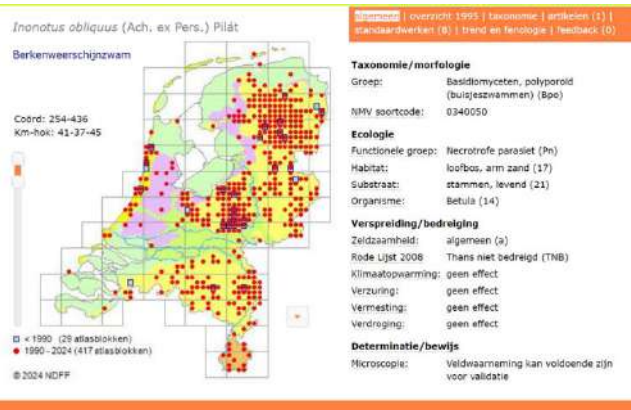 Inonotus obliquus (Ach. ex Pers.) Pilát
Berkenweerschijnzwam
Coörd: 254-436
Km-hok: 41-37-45
< 1990 (29 atlasblokken)
1990-2024 (417 atlasblokken)
© 2024 NDFF
algemeen | overzicht 1995 | taxonomie | artikelen (1) |
standaardwerken (8) | trend en fenologie | feedback (0)
Taxonomie/morfologie
Groep: Basidiomyceten, polyporoid
(buisjeszwammen) (Bpo)
NMV soortcode: 0340050
Ecologie
Functionele groep: Necrotrofe parasiet (Pn)
Habitat: loofbos, arm zand (17)
Substraat: stammen, levend (21)
Organisme: Betula (14)
Verspreiding/bedreiging
Zeldzaamheid: algemeen (a)
Rode Lijst 2008 Thans niet bedreigd (TNB)
Klimaatopwarming: geen effect
Verzuring: geen effect
Vermesting: geen effect
Verdroging: geen effect
Determinatie/bewijs
Microscopie: Veldwaarneming kan voldoende zijn
voor validatie